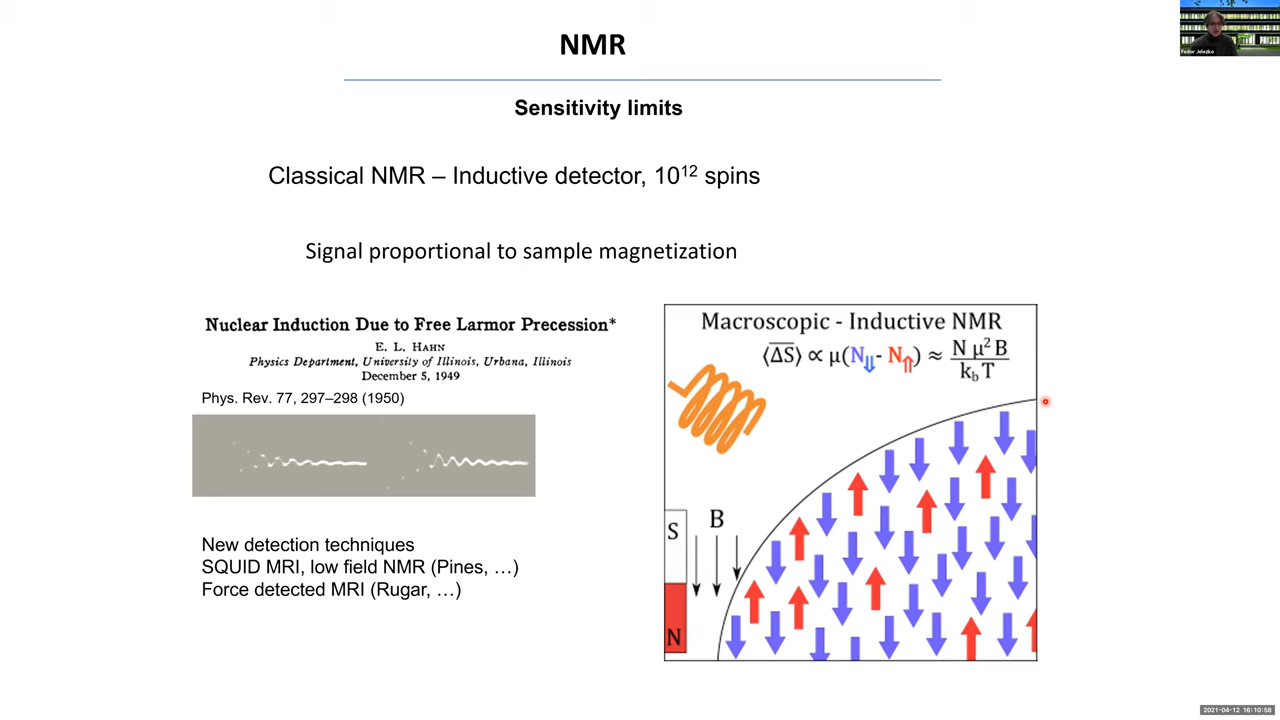 NMR
Fedor Jelezko
Sensitivity limits
Classical NMR – Inductive detector, 10¹² spins
Signal proportional to sample magnetization
Nuclear Induction Due to Free Larmor Precession*
E. L. HAHN
Physics Department, University of Illinois, Urbana, Illinois
December 5, 1949
Phys. Rev. 77, 297–298 (1950)
New detection techniques
SQUID MRI, low field NMR (Pines, …)
Force detected MRI (Rugar, …)
Macroscopic - Inductive NMR
⟨ΔS̅⟩ ∝ μ(N⇓ - N⇑) ≈ N μ² B / k_b T
S
B
N
2021-04-12 16:10:58